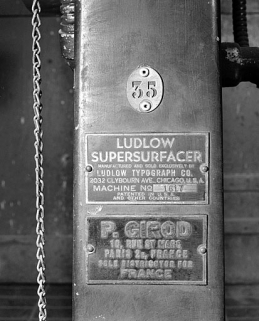 35
LUDLOW
SUPERSURFACER
MANUFACTURED AND SOLD EXCLUSIVELY BY
LUDLOW TYPOGRAPH CO.
2032 CLYBOURN AVE., CHICAGO, U.S.A.
MACHINE NO
PATENTED IN U.S.A.
AND OTHER COUNTRIES
P. GIROD
10, RUE ST MARC
PARIS 2e, FRANCE
SOLE DISTRIBUTOR FOR
FRANCE